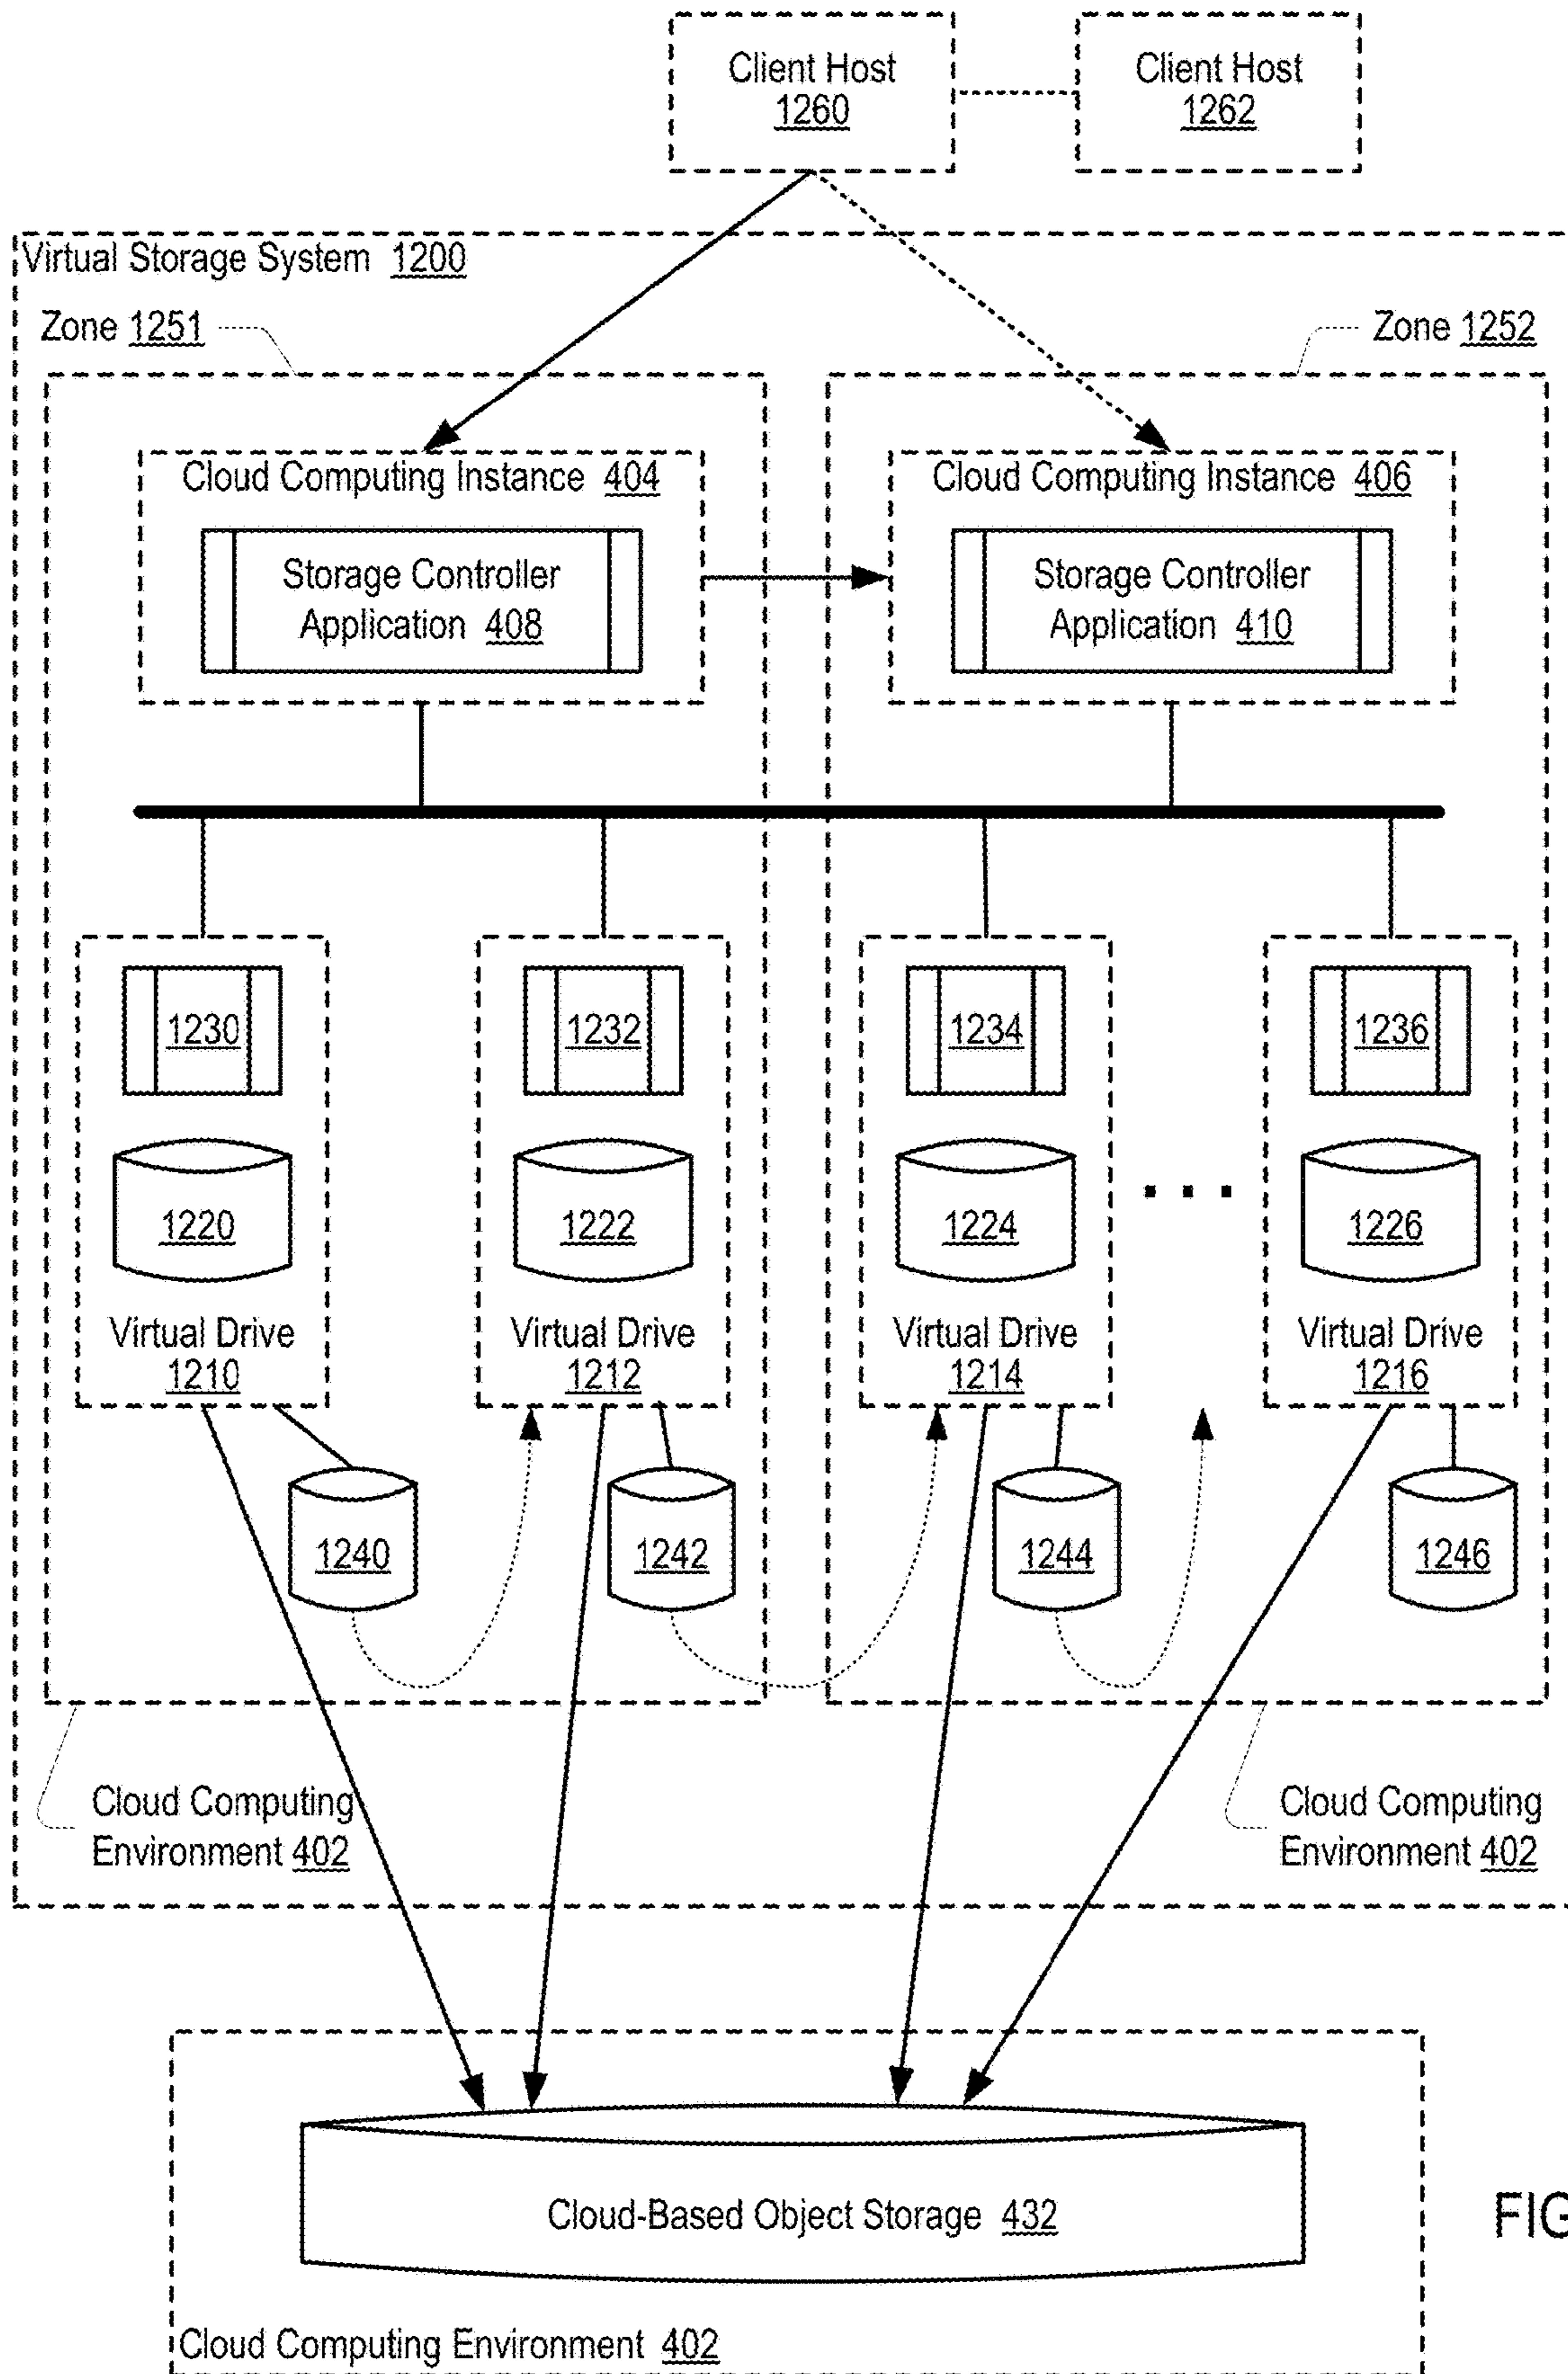 Client Host
1260
Client Host
1262
Virtual Storage System 1200
Zone 1251
Zone 1252
Cloud Computing Instance 404
Cloud Computing Instance 406
Storage Controller
Application 408
Storage Controller
Application 410
1230
1232
1234
1236
1220
1222
1224
1226
Virtual Drive
1210
Virtual Drive
1212
Virtual Drive
1214
Virtual Drive
1216
1240
1242
1244
1246
Cloud Computing
Environment 402
Cloud Computing
Environment 402
Cloud-Based Object Storage 432
FIG
Cloud Computing Environment 402